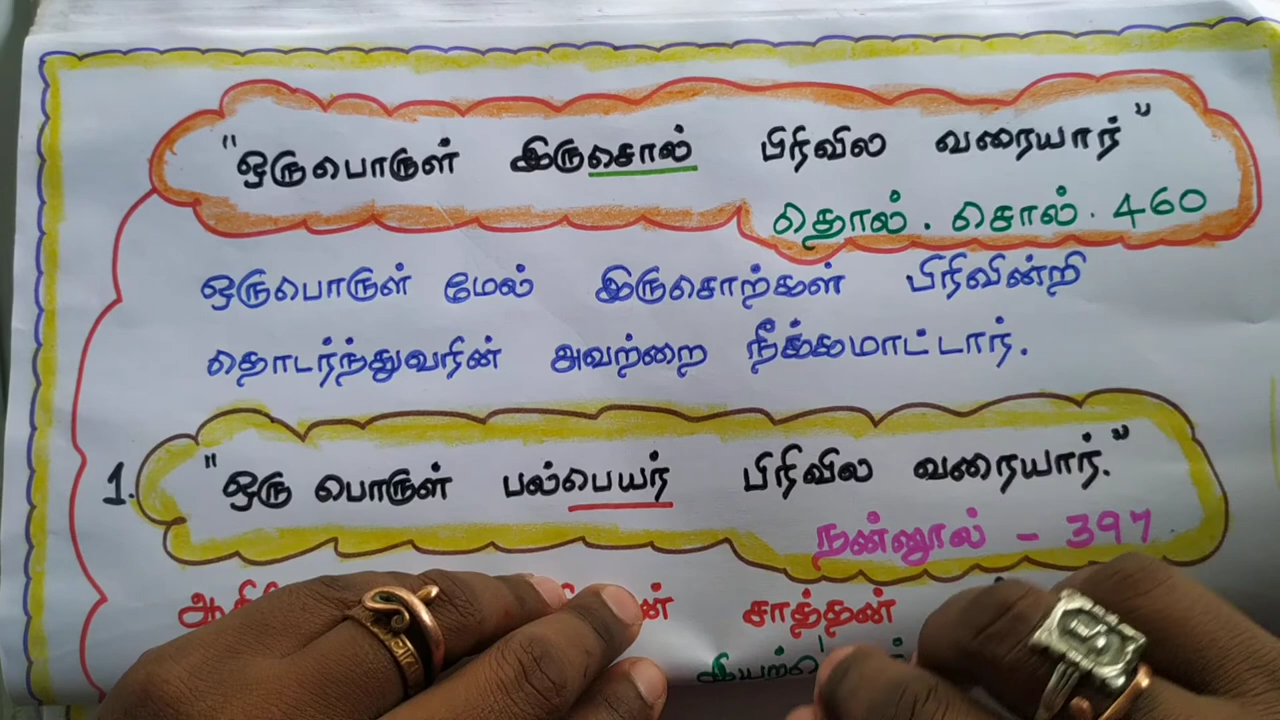 "ஒருபொருள் இருசொல் பிரிவில வரையார்"
தொல். சொல். 460
ஒருபொருள் மேல் இருசொற்கள் பிரிவின்றி
தொடர்ந்துவரின் அவற்றை நீக்கமாட்டார்.
1. "ஒரு பொருள் பல்பெயர் பிரிவில வரையார்."
நன்னூல் - 397
சாத்தன்